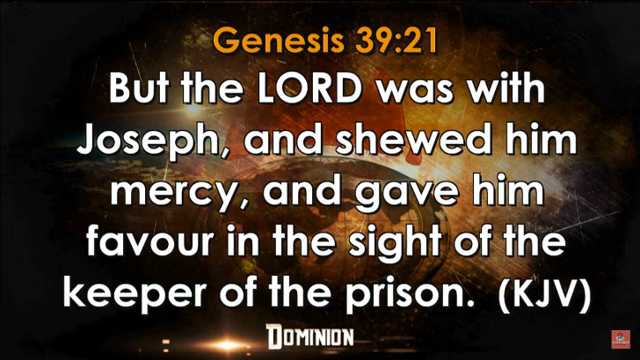 Genesis 39:21
But the LORD was with
Joseph, and shewed him
mercy, and gave him
favour in the sight of the
keeper of the prison. (KJV)
DOMINION